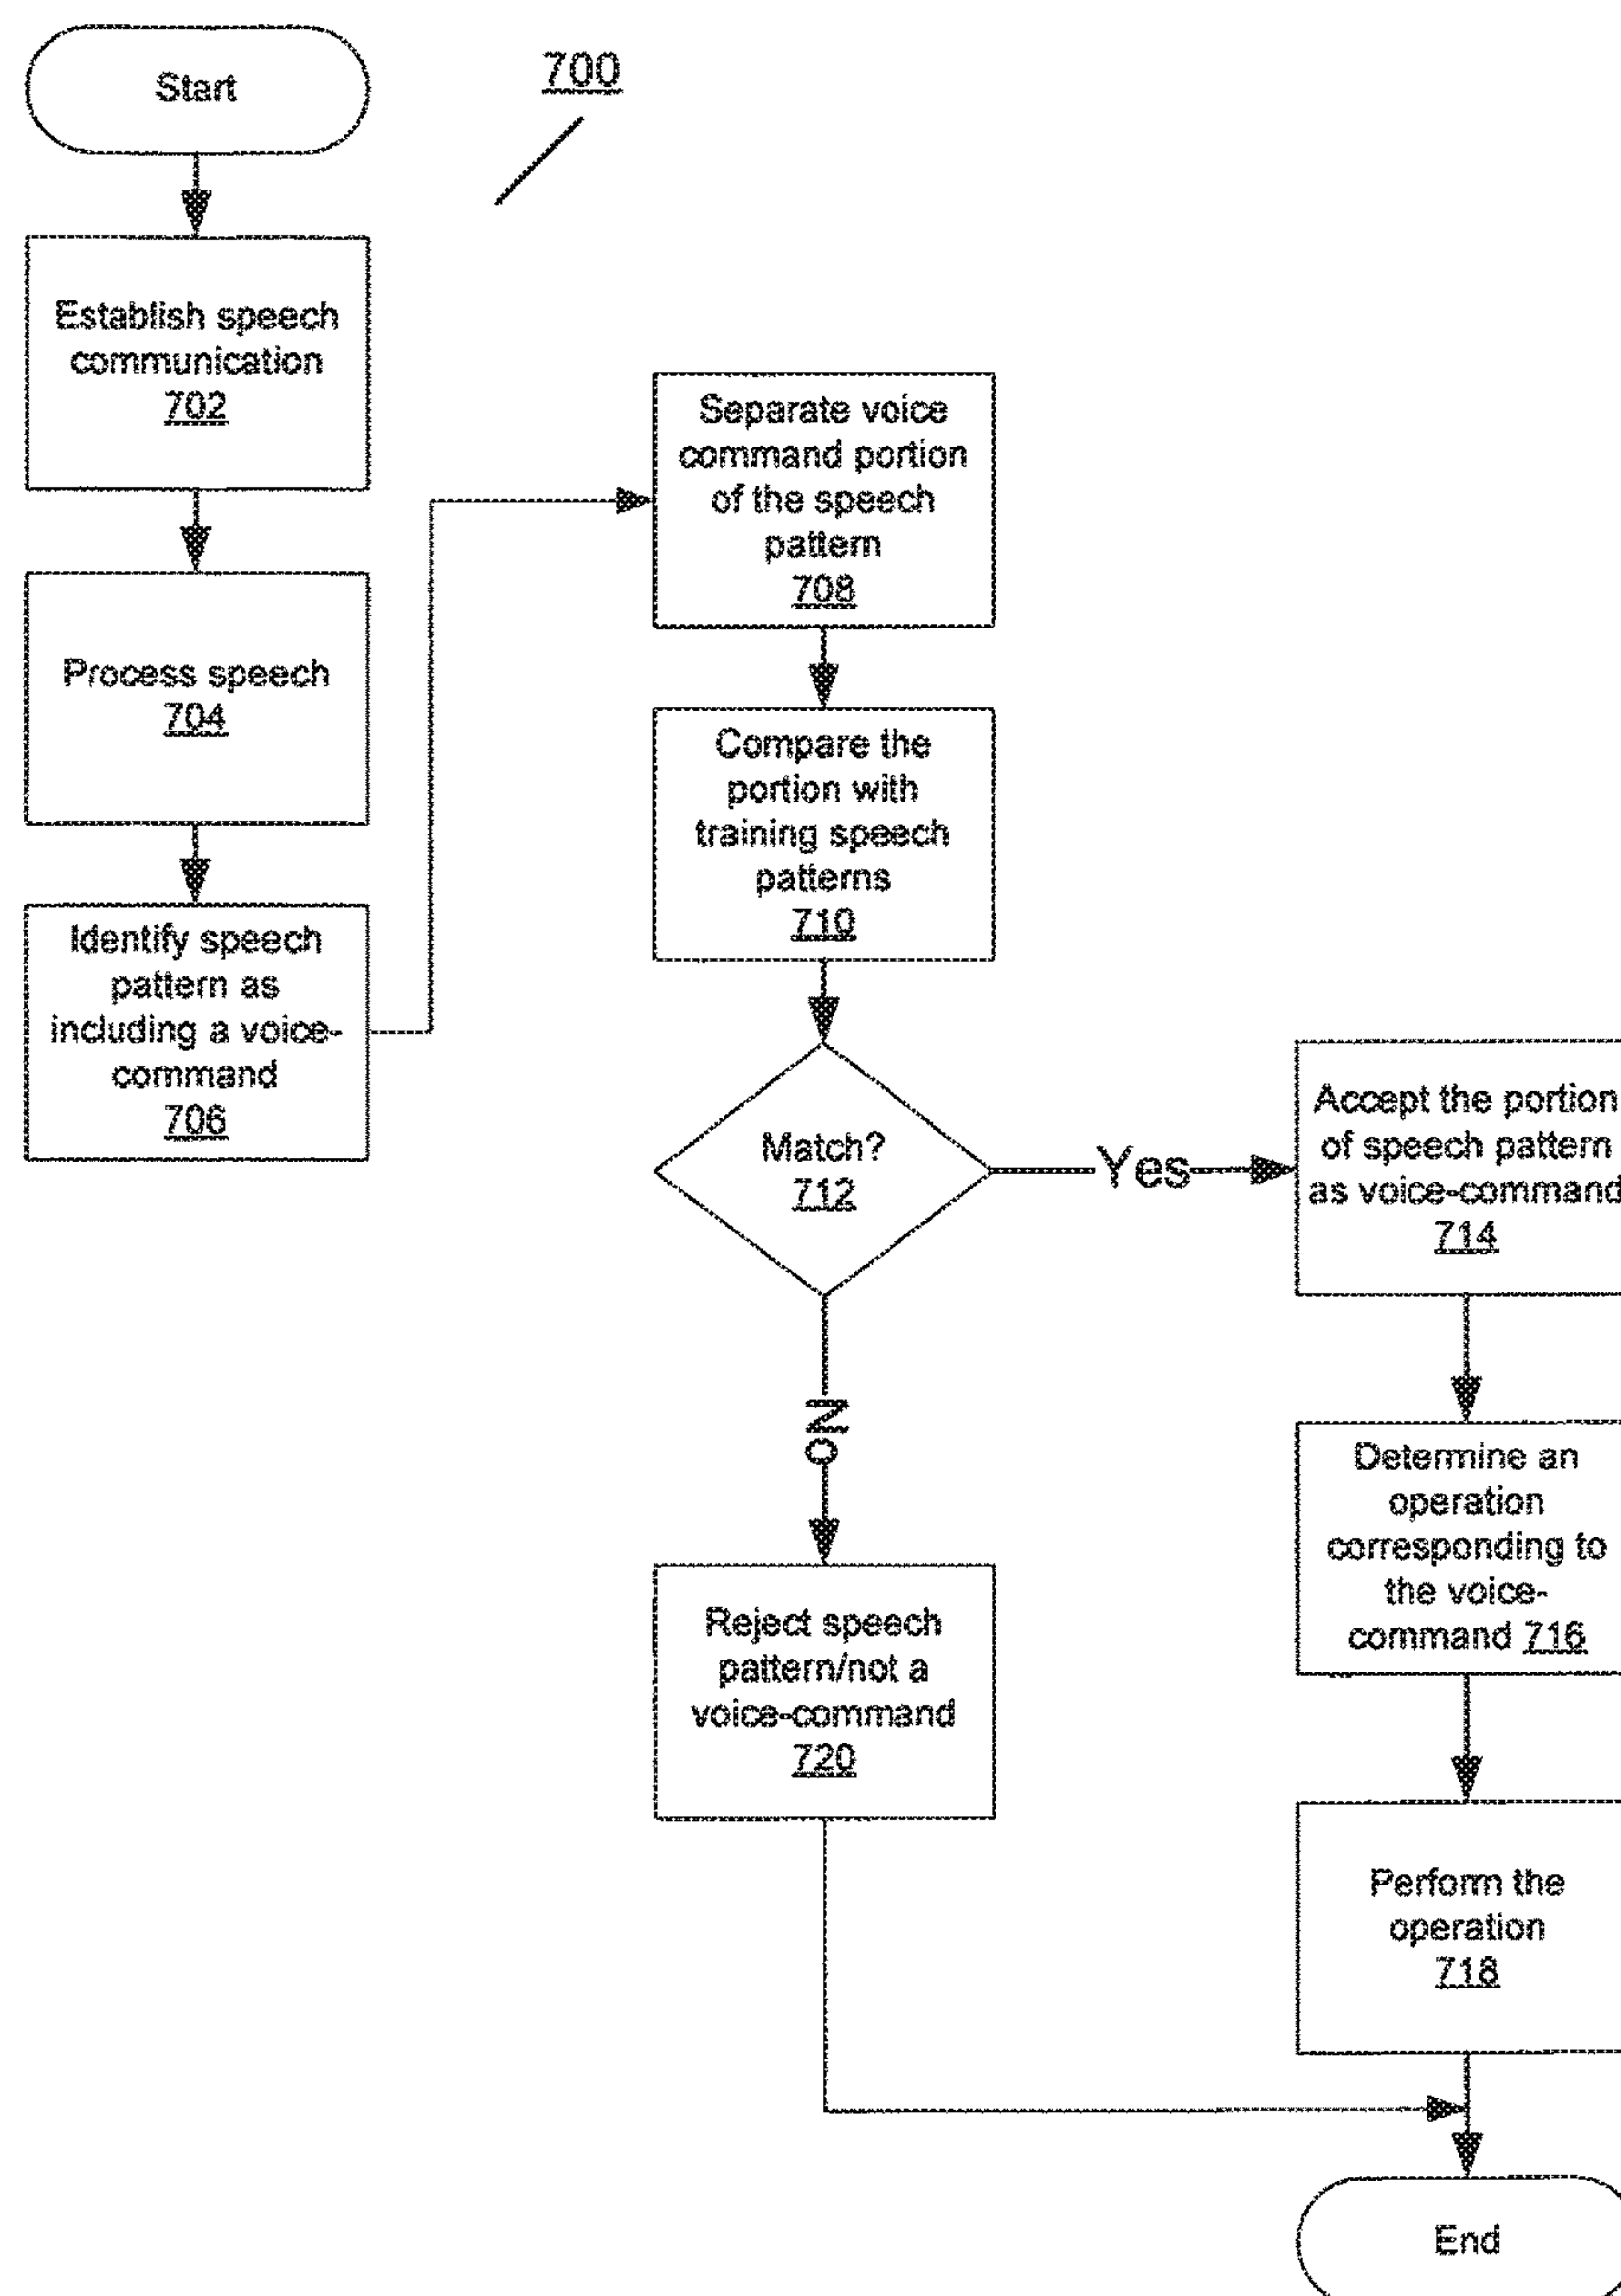 Start
700
Establish speech
communication
702
Process speech
704
Identify speech
pattern as
including a voice-
command
706
Separate voice
command portion
of the speech
pattern
708
Compare the
portion with
training speech
patterns
710
Match?
712
Yes
No
Accept the portion
of speech pattern
as voice-command
714
Determine an
operation
corresponding to
the voice-
command 716
Perform the
operation
718
Reject speech
pattern/not a
voice-command
720
End